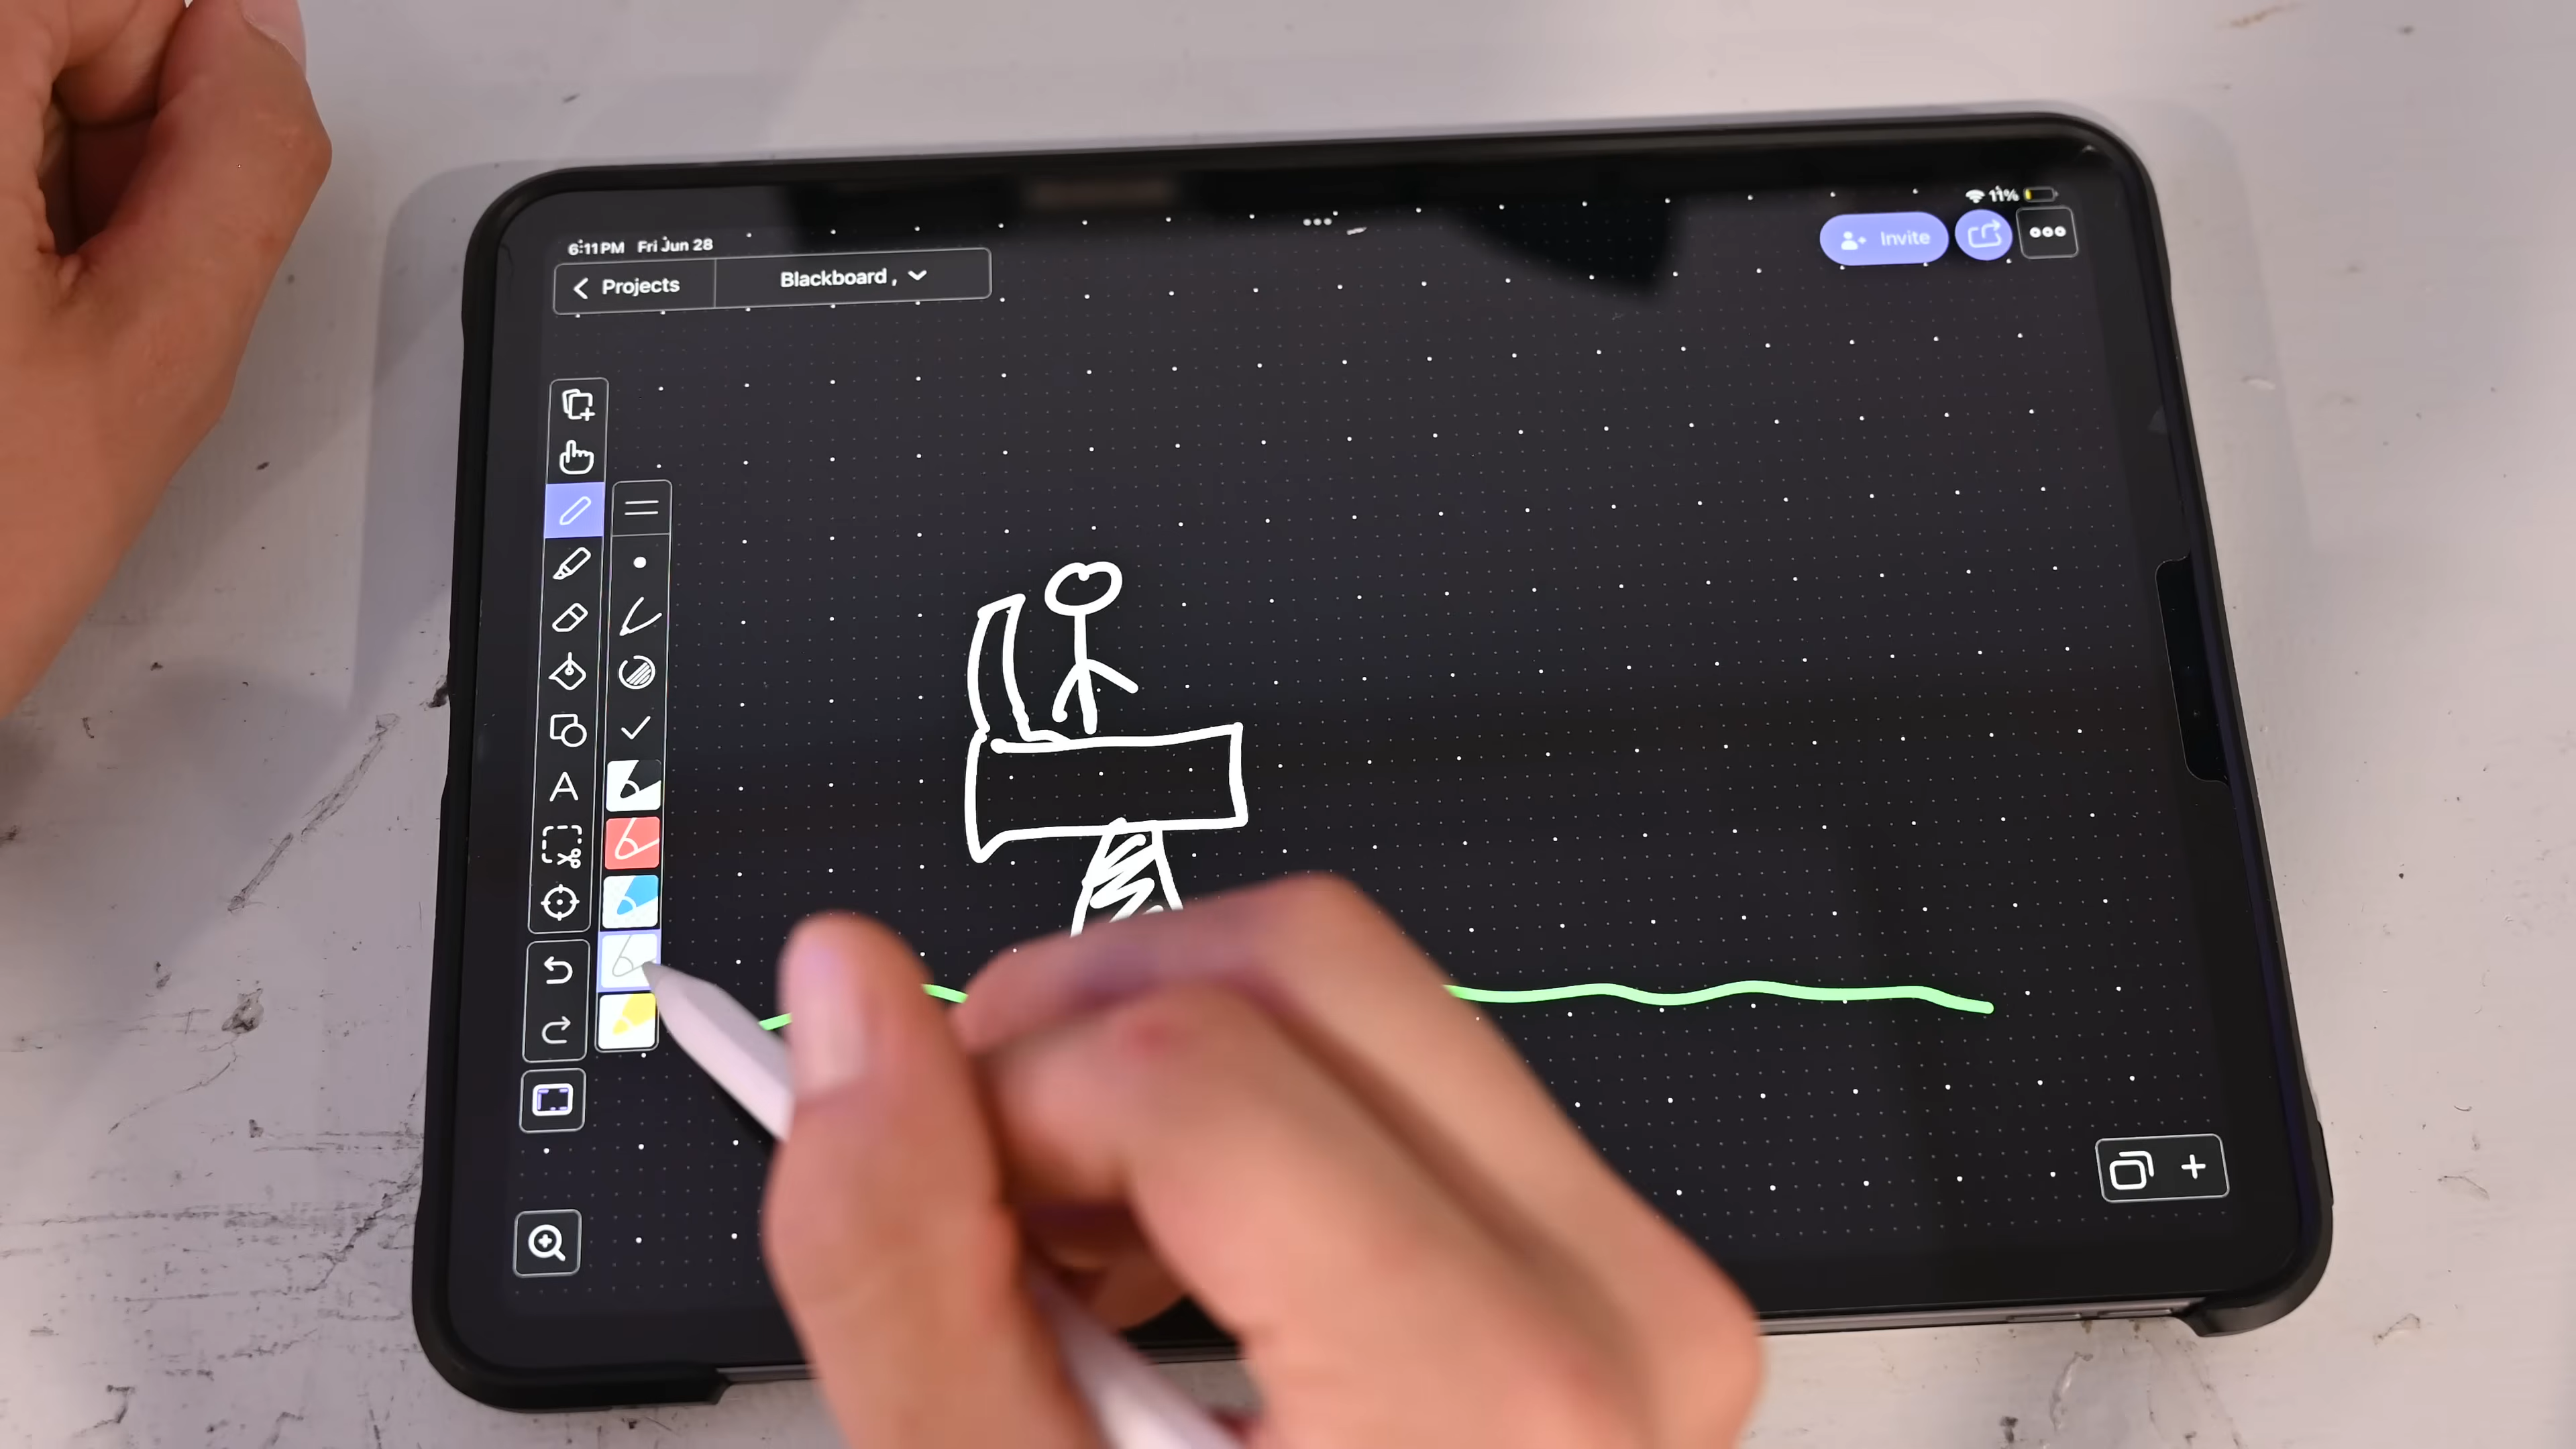 6:11 PM Fri Jun 28
11%
Projects
Blackboard ,
Invite
A